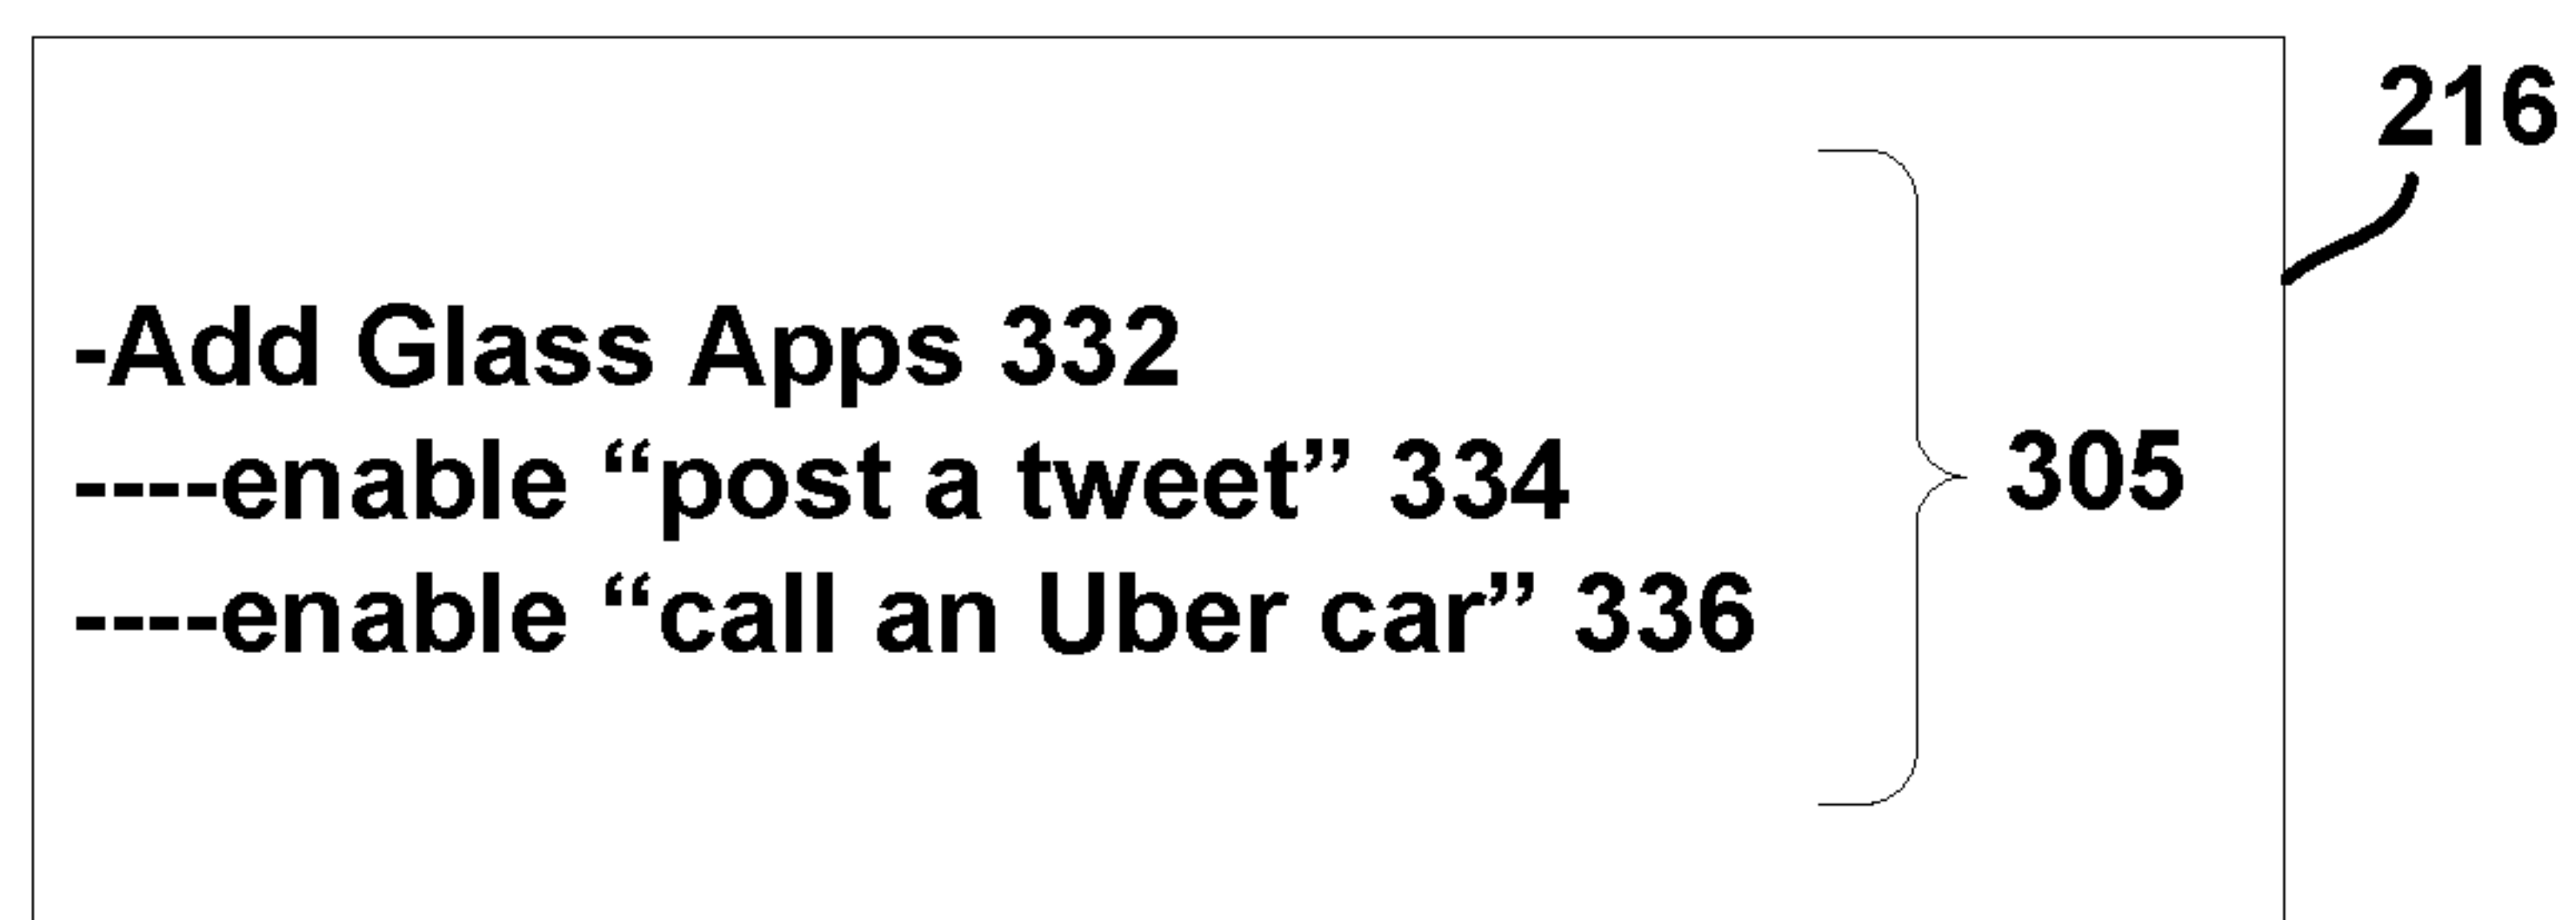 216
-Add Glass Apps 332
----enable “post a tweet” 334
----enable “call an Uber car” 336
305